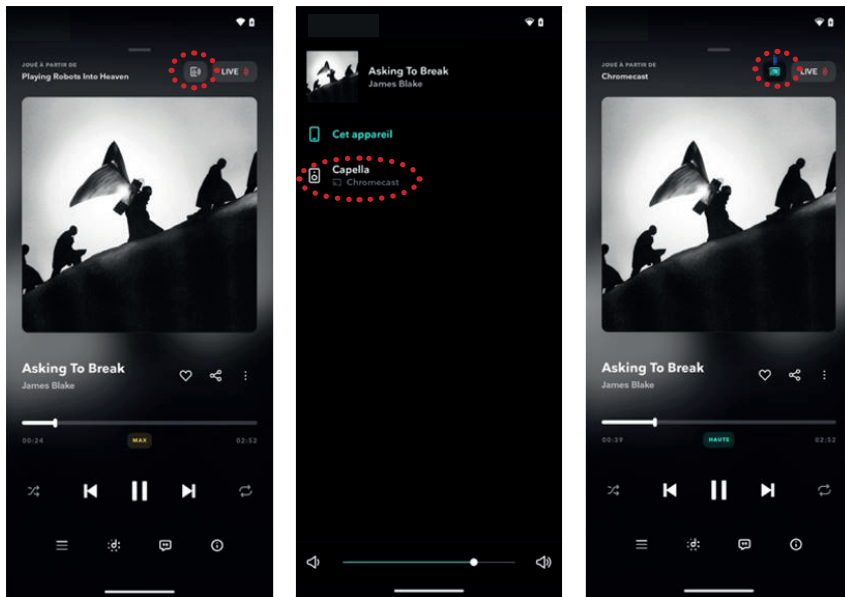 JOUÉ À PARTIR DE
Playing Robots Into Heaven
LIVE
Asking To Break
James Blake
00:24
MAX
02:52
Asking To Break
James Blake
Cet appareil
Capella
Chromecast
JOUÉ À PARTIR DE
Chromecast
LIVE
Asking To Break
James Blake
00:39
HAUTE
02:52